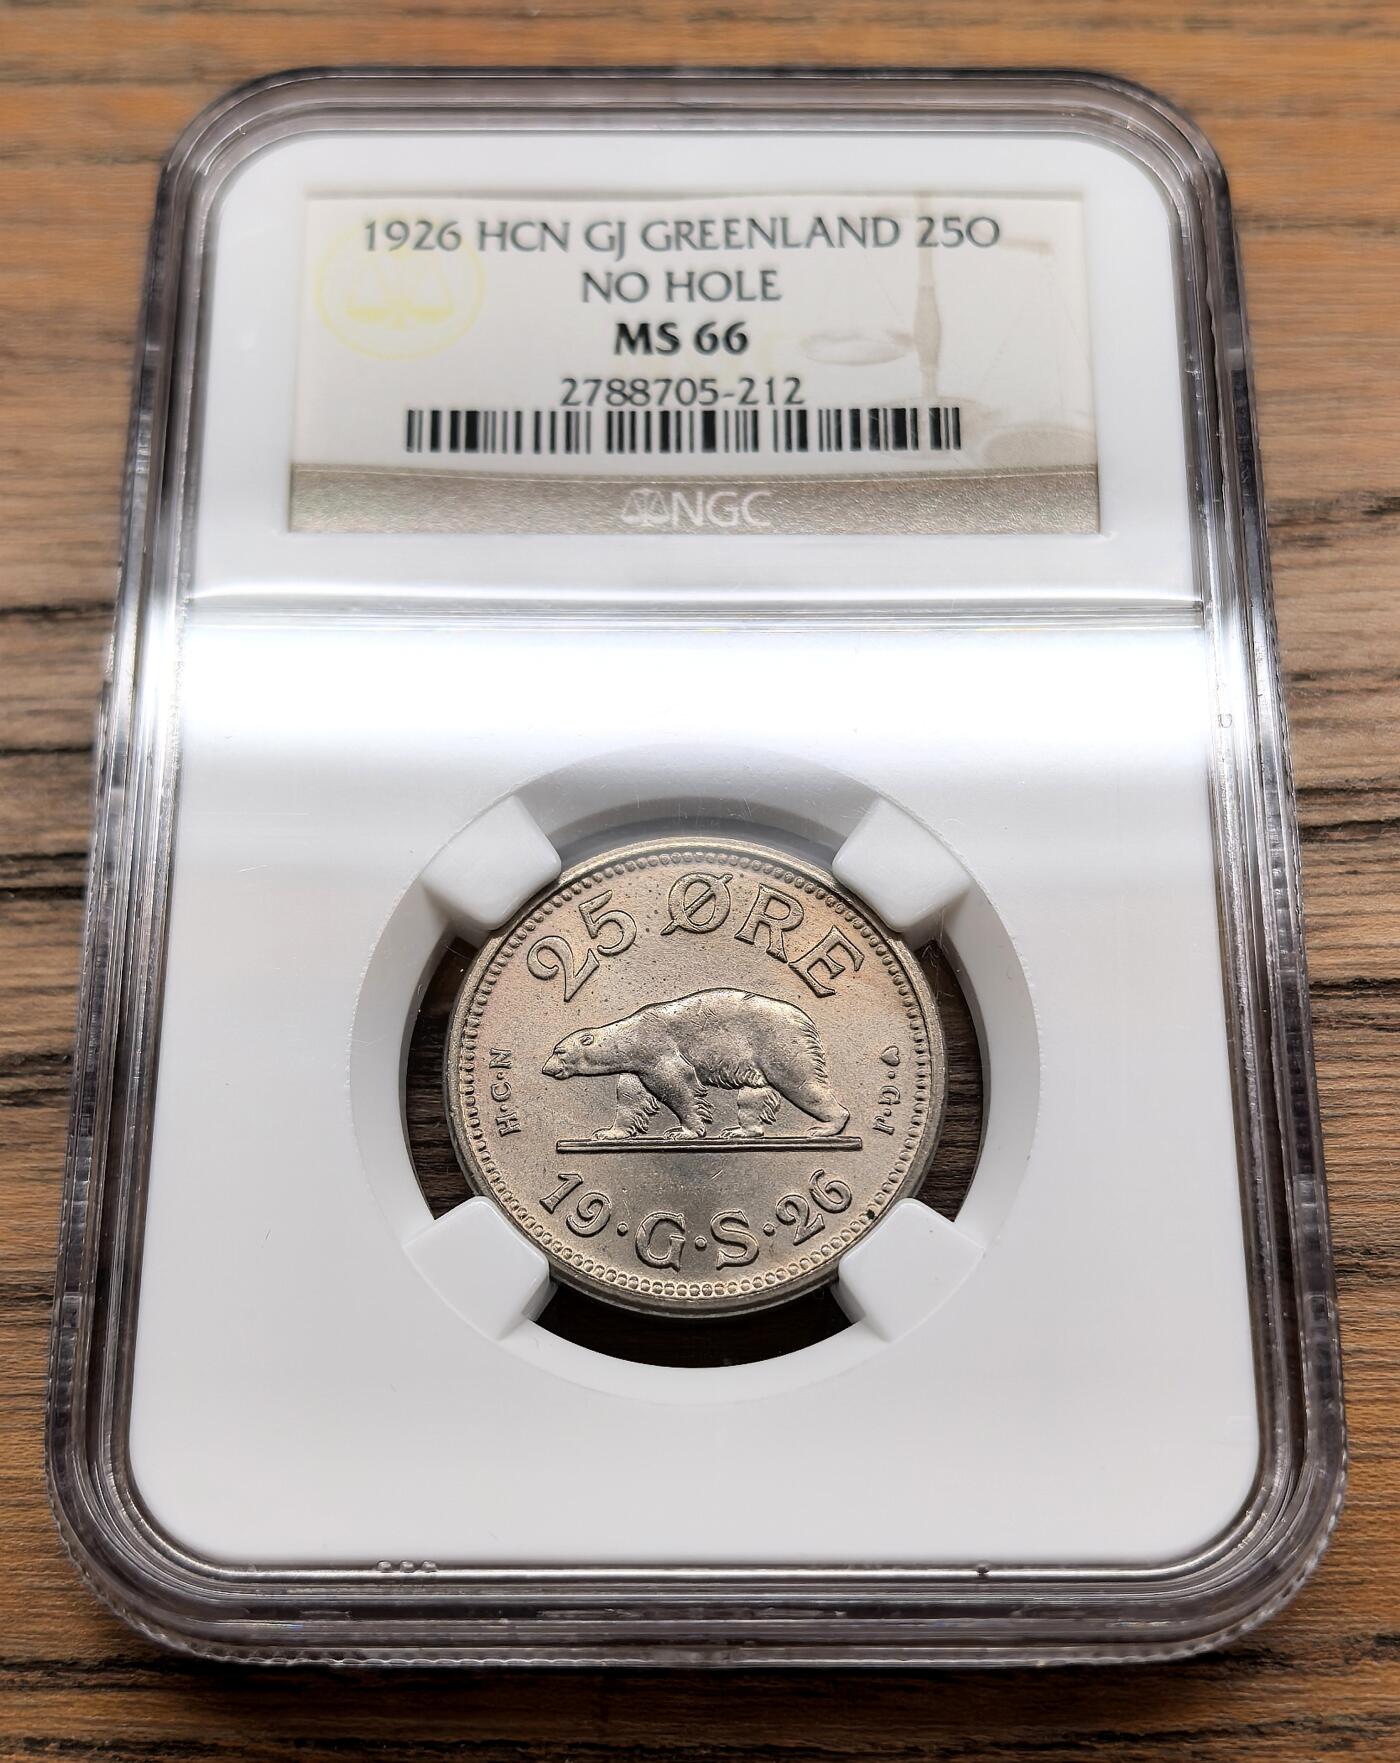 1926 HCN GJ GREENLAND 25O
NO HOLE
MS 66
2788705-212
NGC
25 ØRE
H·C·N
G·J·♥
19·G·S·26